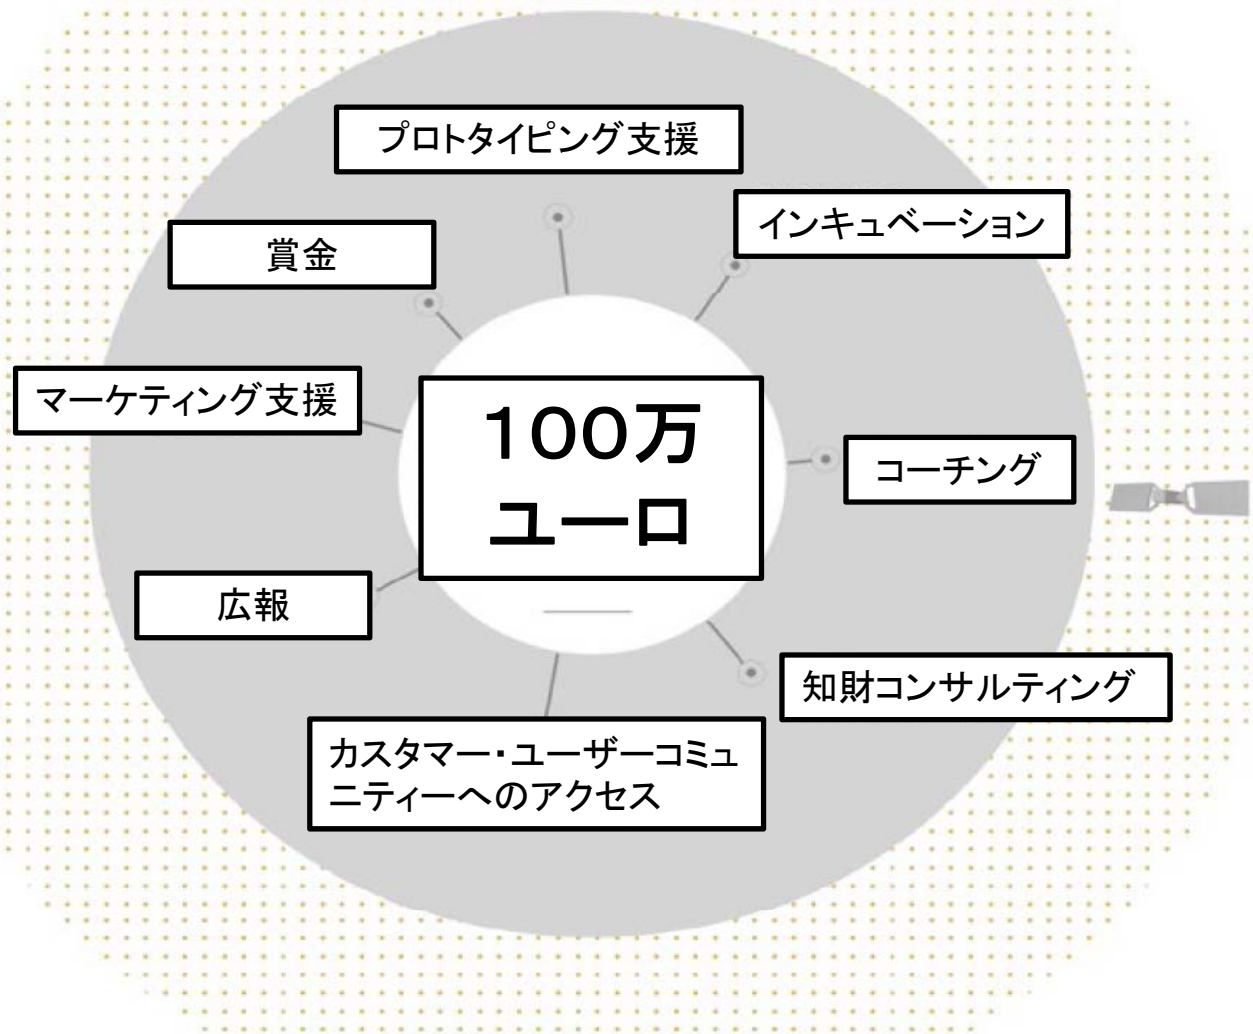 プロトタイピング支援
インキュベーション
賞金
マーケティング支援
100万
ユーロ
コーチング
広報
知財コンサルティング
カスタマー・ユーザーコミュ
ニティーへのアクセス